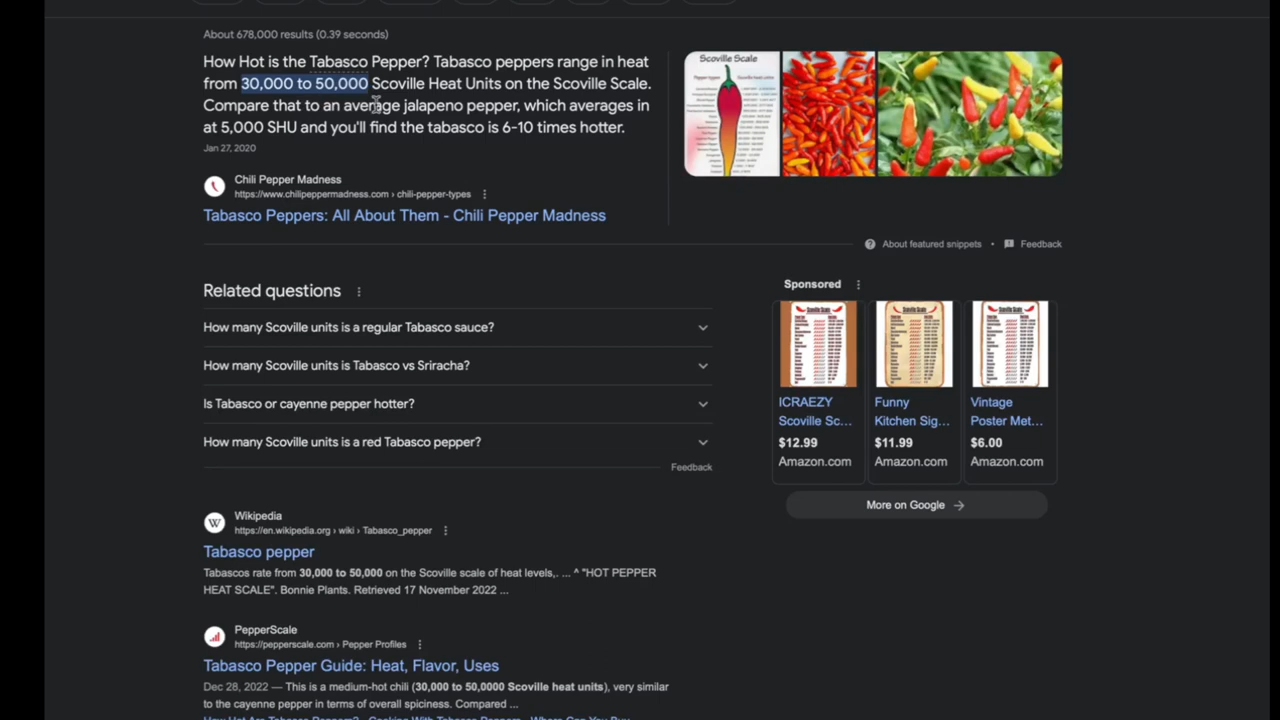 About 678,000 results (0.39 seconds)
How Hot is the Tabasco Pepper? Tabasco peppers range in heat
from 30,000 to 50,000 Scoville Heat Units on the Scoville Scale.
Compare that to an average jalapeno pepper, which averages in
at 5,000 SHU and you'll find the tabasco to 6-10 times hotter.
Jan 27, 2020
Scoville Scale
Chili Pepper Madness
https://www.chilipeppermadness.com › chili-pepper-types
Tabasco Peppers: All About Them - Chili Pepper Madness
About featured snippets • Feedback
Related questions
How many Scoville units is a regular Tabasco sauce?
How many Scoville units is Tabasco vs Sriracha?
Is Tabasco or cayenne pepper hotter?
How many Scoville units is a red Tabasco pepper?
Feedback
Sponsored
Scoville Scale
Scoville Scale
Scoville Scale
ICRAEZY
Scoville Sc...
$12.99
Amazon.com
Funny
Kitchen Sig...
$11.99
Amazon.com
Vintage
Poster Met...
$6.00
Amazon.com
More on Google
W
Wikipedia
https://en.wikipedia.org › wiki › Tabasco_pepper
Tabasco pepper
Tabascos rate from 30,000 to 50,000 on the Scoville scale of heat levels,. ... ^ "HOT PEPPER
HEAT SCALE". Bonnie Plants. Retrieved 17 November 2022 ...
PepperScale
https://pepperscale.com › Pepper Profiles
Tabasco Pepper Guide: Heat, Flavor, Uses
Dec 28, 2022 — This is a medium-hot chili (30,000 to 50,0000 Scoville heat units), very similar
to the cayenne pepper in terms of overall spiciness. Compared ...